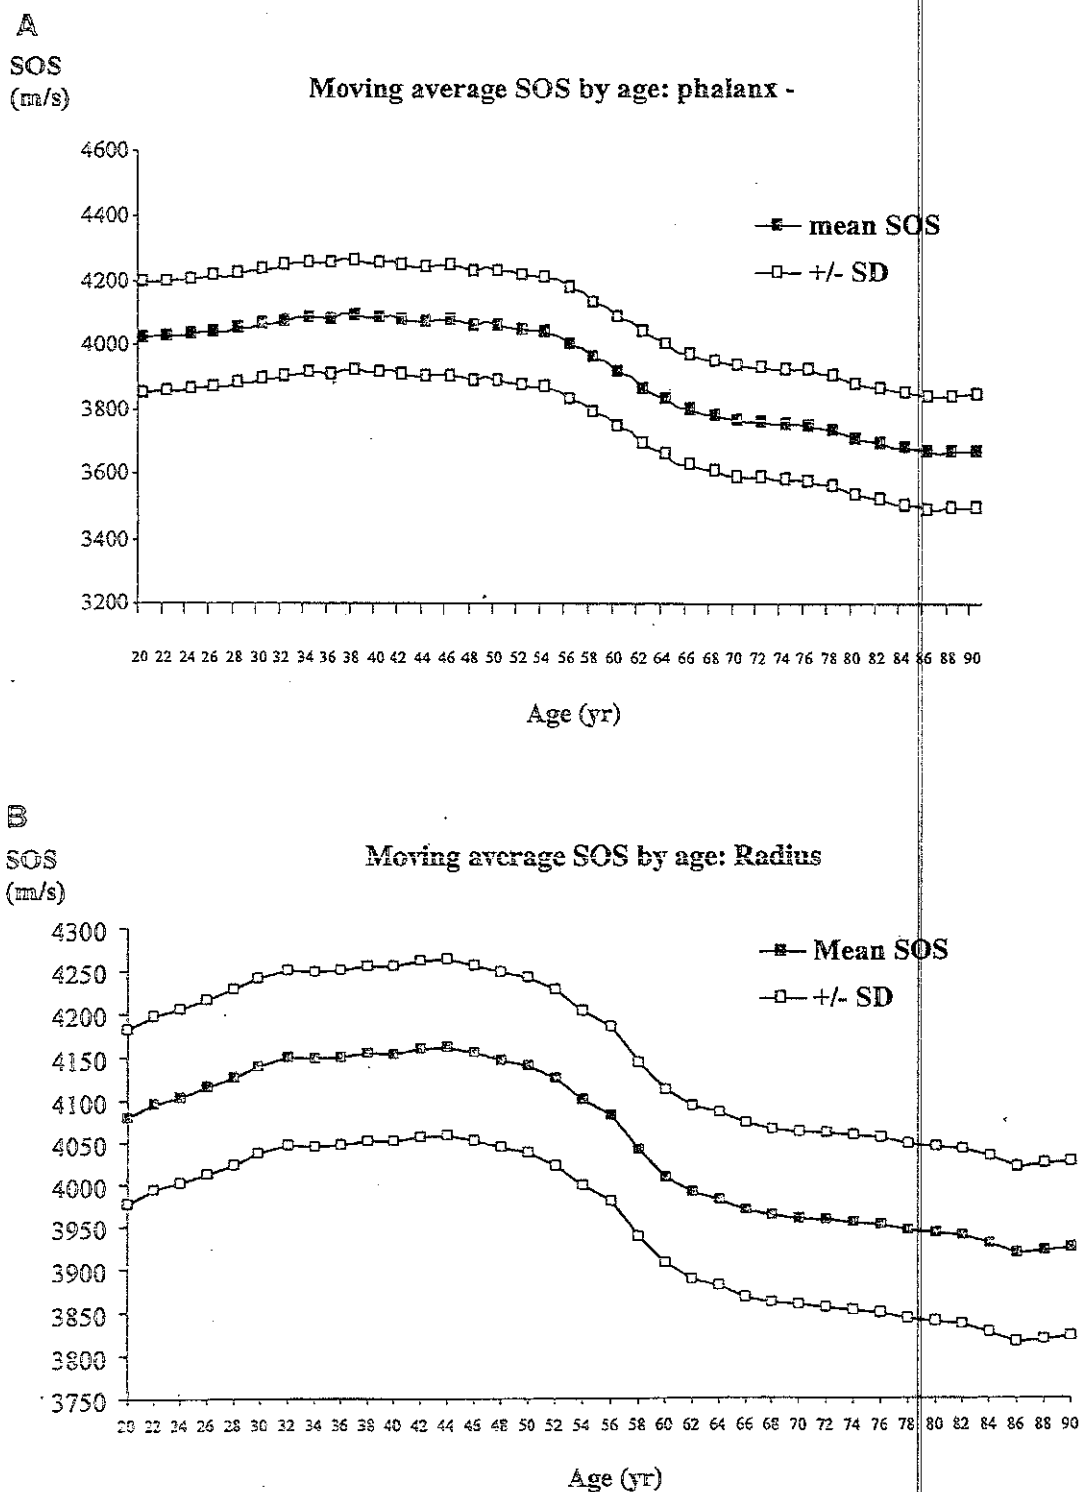 A
SOS
(m/s)
Moving average SOS by age: phalanx -
4600
4400
4200
4000
3800
3600
3400
3200
mean SOS
+/- SD
20 22 24 26 28 30 32 34 36 38 40 42 44 46 48 50 52 54 56 58 60 62 64 66 68 70 72 74 76 78 80 82 84 86 88 90
Age (yr)
B
SOS
(m/s)
Moving average SOS by age: Radius
4300
4250
4200
4150
4100
4050
4000
3950
3900
3850
3800
3750
Mean SOS
+/- SD
20 22 24 26 28 30 32 34 36 38 40 42 44 46 48 50 52 54 56 58 60 62 64 66 68 70 72 74 76 78 80 82 84 86 88 90
Age (yr)